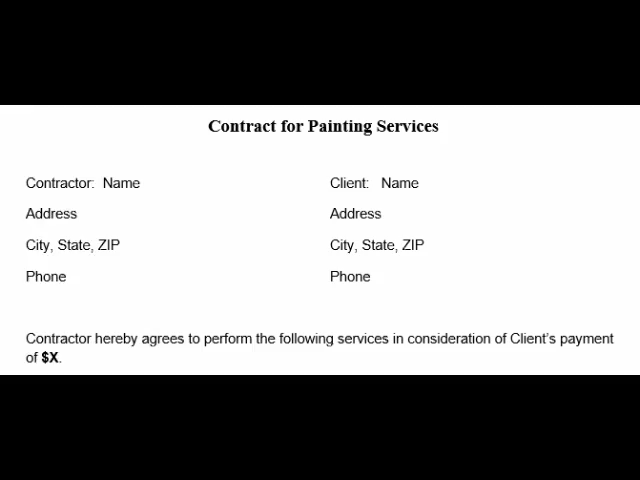 Contract for Painting Services
Contractor:  Name
Client:   Name
Address
Address
City, State, ZIP
City, State, ZIP
Phone
Phone
Contractor hereby agrees to perform the following services in consideration of Client’s payment
of $X.